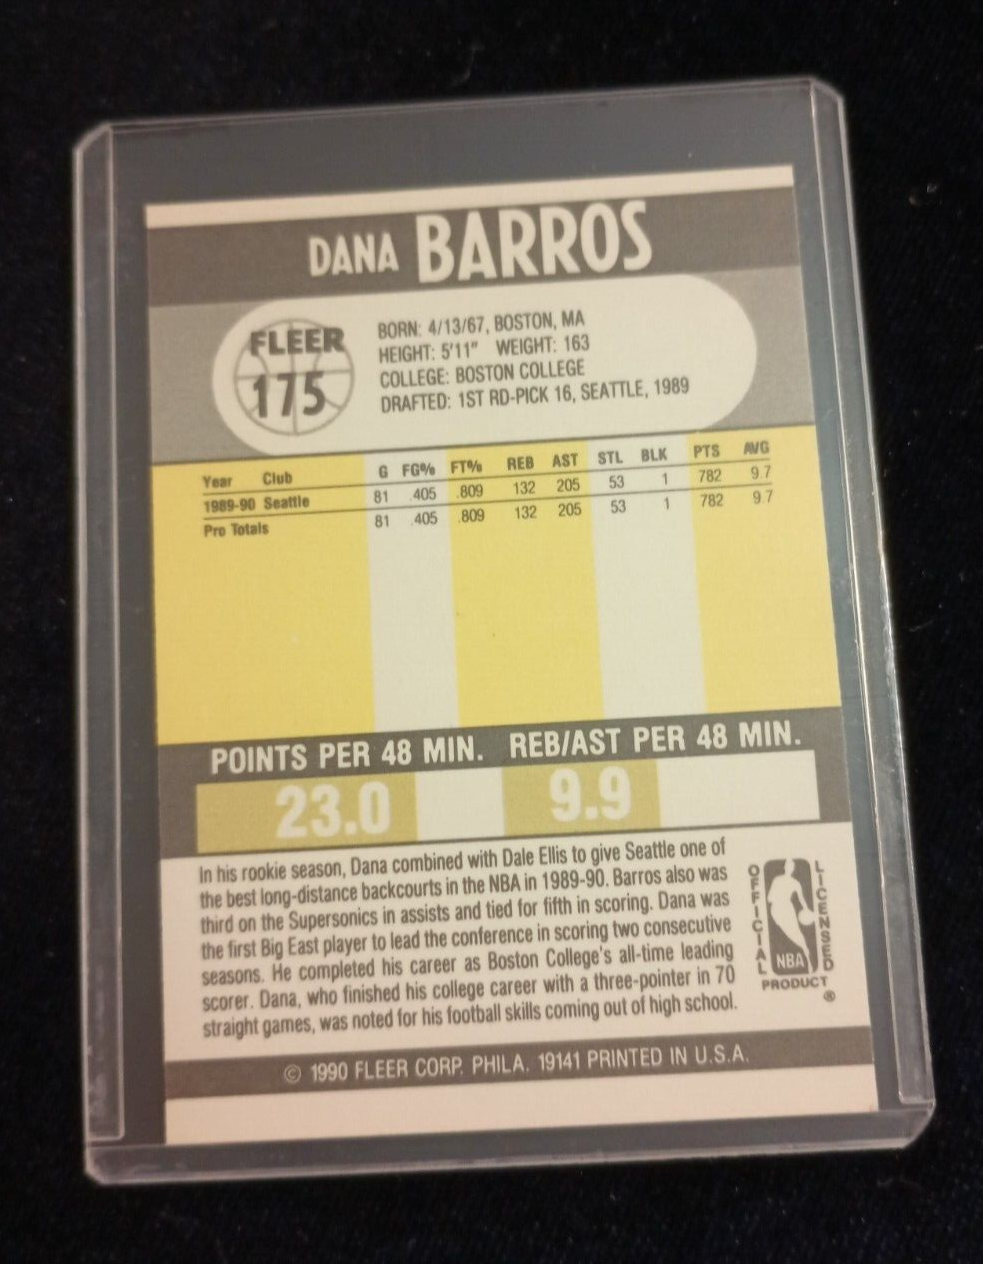 DANA BARROS
FLEER
175
BORN: 4/13/67, BOSTON, MA
HEIGHT: 5'11" WEIGHT: 163
COLLEGE: BOSTON COLLEGE
DRAFTED: 1ST RD-PICK 16, SEATTLE, 1989
Year Club G FG% FT% REB AST STL BLK PTS AVG
1989-90 Seattle 81 .405 .809 132 205 53 1 782 9.7
Pro Totals 81 .405 .809 132 205 53 1 782 9.7
POINTS PER 48 MIN. REB/AST PER 48 MIN.
23.0 9.9
In his rookie season, Dana combined with Dale Ellis to give Seattle one of
the best long-distance backcourts in the NBA in 1989-90. Barros also was
third on the Supersonics in assists and tied for fifth in scoring. Dana was
the first Big East player to lead the conference in scoring two consecutive
seasons. He completed his career as Boston College's all-time leading
scorer. Dana, who finished his college career with a three-pointer in 70
straight games, was noted for his football skills coming out of high school.
OFFICIAL
LICENSED
NBA
PRODUCT
®
© 1990 FLEER CORP. PHILA. 19141 PRINTED IN U.S.A.